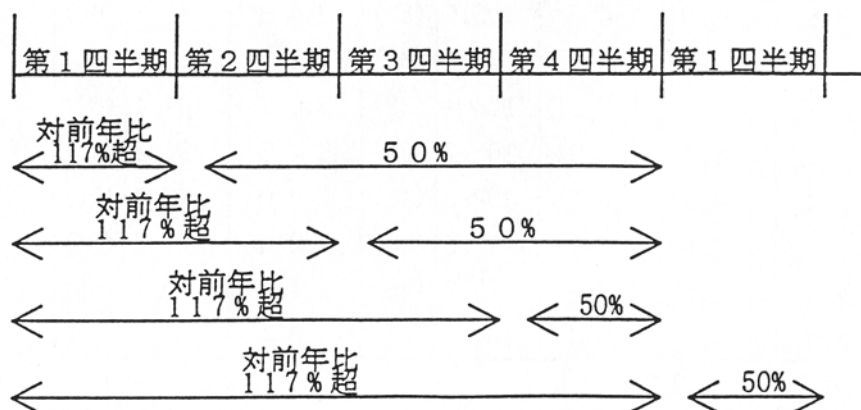 第1四半期 第2四半期 第3四半期 第4四半期 第1四半期
対前年比
117%超
50%
対前年比
117%超
50%
対前年比
117%超
50%
対前年比
117%超
50%